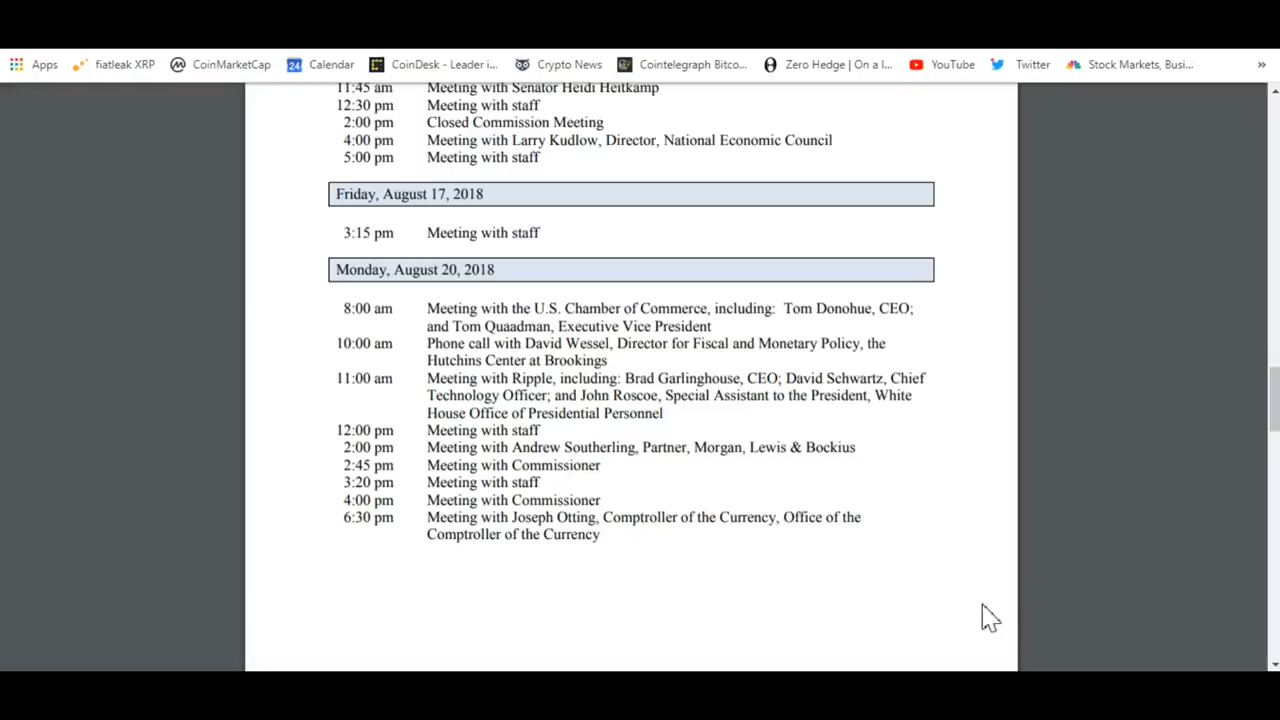 Apps fiatleak XRP CoinMarketCap 24 Calendar CoinDesk - Leader i... Crypto News Cointelegraph Bitco... Zero Hedge | On a l... YouTube Twitter Stock Markets, Busi... »
11:45 am Meeting with Senator Heidi Heitkamp
12:30 pm Meeting with staff
2:00 pm Closed Commission Meeting
4:00 pm Meeting with Larry Kudlow, Director, National Economic Council
5:00 pm Meeting with staff
Friday, August 17, 2018
3:15 pm Meeting with staff
Monday, August 20, 2018
8:00 am Meeting with the U.S. Chamber of Commerce, including: Tom Donohue, CEO;
and Tom Quaadman, Executive Vice President
10:00 am Phone call with David Wessel, Director for Fiscal and Monetary Policy, the
Hutchins Center at Brookings
11:00 am Meeting with Ripple, including: Brad Garlinghouse, CEO; David Schwartz, Chief
Technology Officer; and John Roscoe, Special Assistant to the President, White
House Office of Presidential Personnel
12:00 pm Meeting with staff
2:00 pm Meeting with Andrew Southerling, Partner, Morgan, Lewis & Bockius
2:45 pm Meeting with Commissioner
3:20 pm Meeting with staff
4:00 pm Meeting with Commissioner
6:30 pm Meeting with Joseph Otting, Comptroller of the Currency, Office of the
Comptroller of the Currency